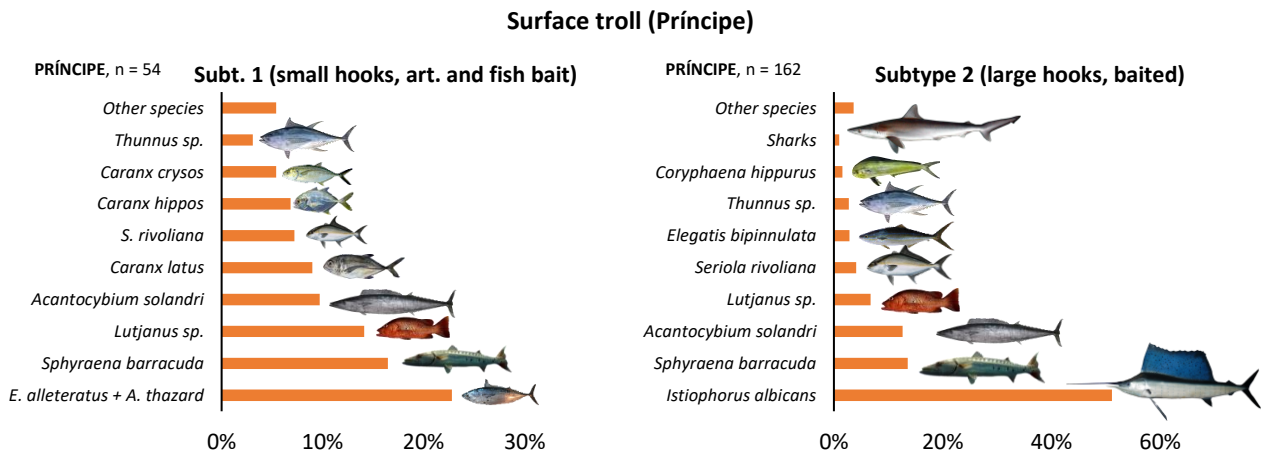 Surface troll (Príncipe)
PRÍNCIPE, n = 54
Subt. 1 (small hooks, art. and fish bait)
Other species
Thunnus sp.
Caranx crysos
Caranx hippos
S. rivoliana
Caranx latus
Acantocybium solandri
Lutjanus sp.
Sphyraena barracuda
E. alleteratus + A. thazard
0% 10% 20% 30%
PRÍNCIPE, n = 162
Subtype 2 (large hooks, baited)
Other species
Sharks
Coryphaena hippurus
Thunnus sp.
Elegatis bipinnulata
Seriola rivoliana
Lutjanus sp.
Acantocybium solandri
Sphyraena barracuda
Istiophorus albicans
0% 20% 40% 60%